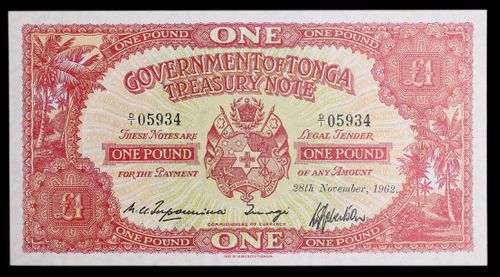 ONE
ONE POUND
ONE POUND
£1
GOVERNMENT OF TONGA
TREASURY NOTE
D/1 05934
D/1 05934
THESE NOTES ARE
LEGAL TENDER
ONE POUND
ONE POUND
FOR THE PAYMENT
OF ANY AMOUNT
28th November, 1962.
COMMISSIONERS OF CURRENCY
£1
ONE POUND
ONE
ONE POUND